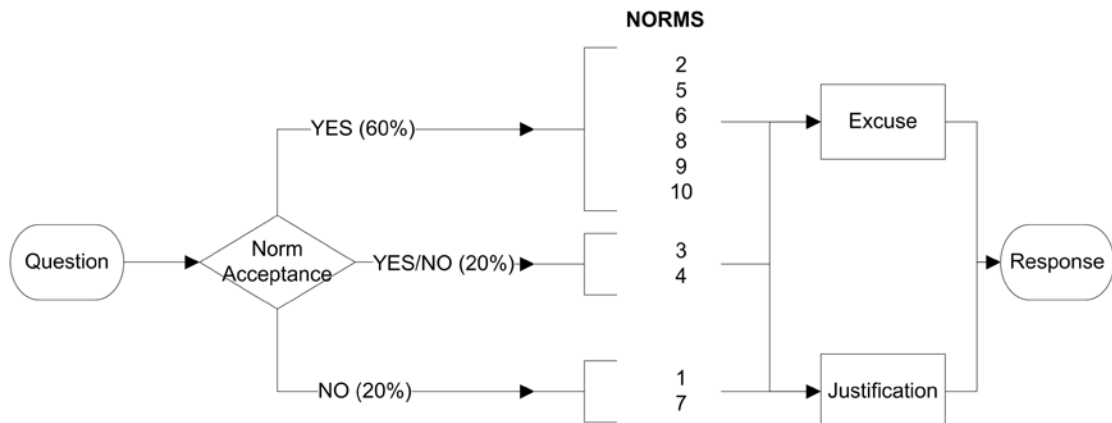 NORMS
2
5
6
8
9
10
YES (60%)
Excuse
Question
Norm
Acceptance
YES/NO (20%)
3
4
Response
NO (20%)
1
7
Justification